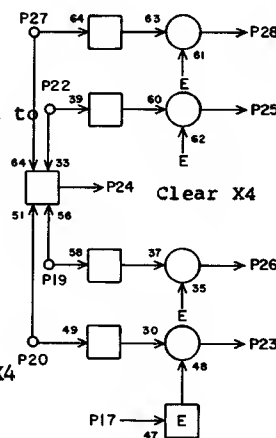 P27 64 63 P28
61
E
P22 39 60 P25
t
62
E
64 33
P24 Clear X4
51 56
58 37 P26
P19 35
E
49 30 P23
P20 48
X4
P17 E
47